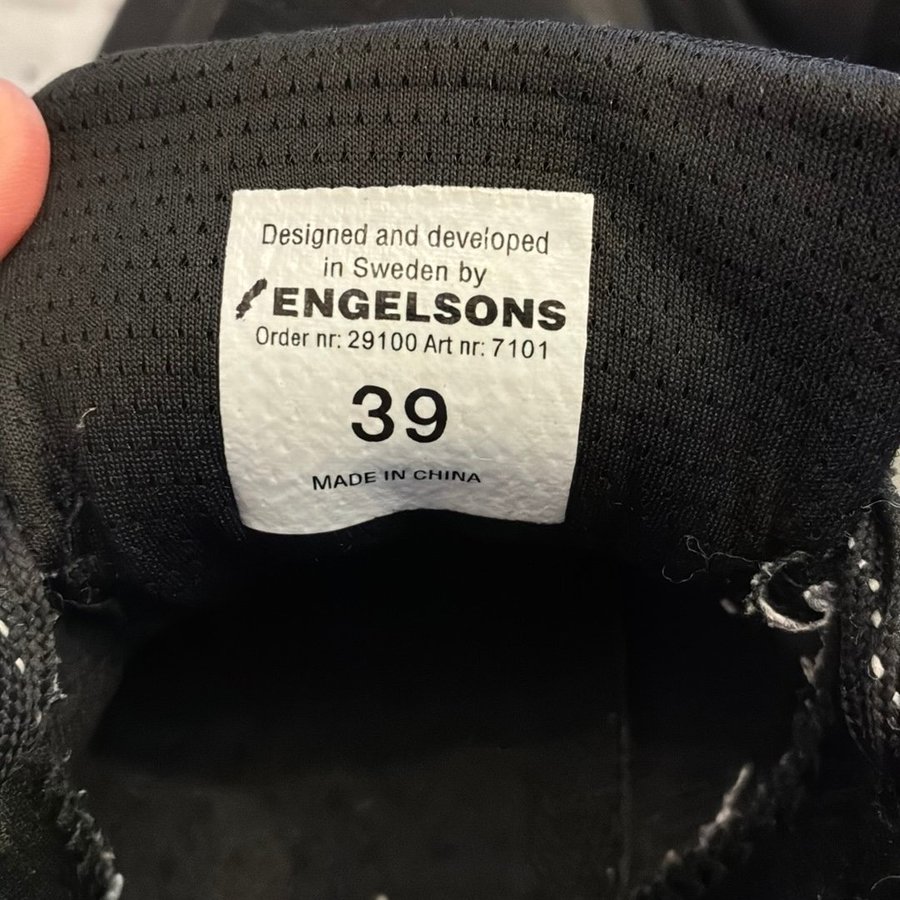 Designed and developed
in Sweden by
ENGELSONS
Order nr: 29100 Art nr: 7101
39
MADE IN CHINA